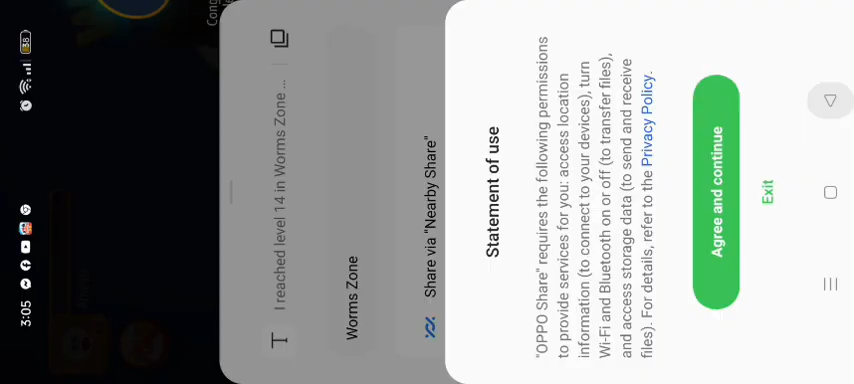 3:05
38
Conc
I reached level 14 in Worms Zone ...
Worms Zone
Share via "Nearby Share"
Statement of use
"OPPO Share" requires the following permissions
to provide services for you: access location
information (to connect to your devices), turn
Wi-Fi and Bluetooth on or off (to transfer files),
and access storage data (to send and receive
files). For details, refer to the Privacy Policy.
Agree and continue
Exit